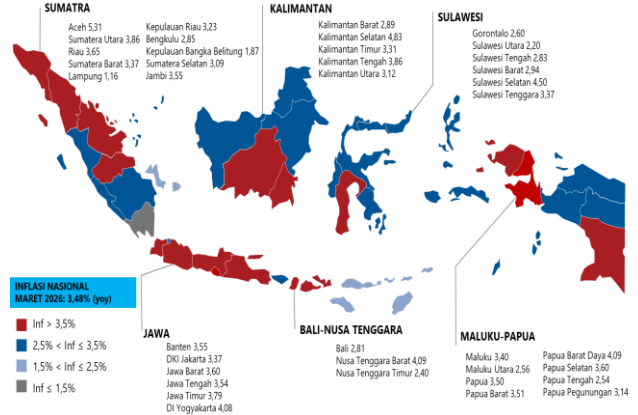 SUMATRA
Aceh 5,31
Sumatera Utara 3,86
Riau 3,65
Sumatera Barat 3,37
Lampung 1,16
Kepulauan Riau 3,23
Bengkulu 2,85
Kepulauan Bangka Belitung 1,87
Sumatera Selatan 3,09
Jambi 3,55
KALIMANTAN
Kalimantan Barat 2,89
Kalimantan Selatan 4,83
Kalimantan Timur 3,31
Kalimantan Tengah 3,86
Kalimantan Utara 3,12
SULAWESI
Gorontalo 2,60
Sulawesi Utara 2,20
Sulawesi Tengah 2,83
Sulawesi Barat 2,94
Sulawesi Selatan 4,50
Sulawesi Tenggara 3,37
INFLASI NASIONAL
MARET 2026: 3,48% (yoy)
Inf > 3,5%
2,5% < Inf ≤ 3,5%
1,5% < Inf ≤ 2,5%
Inf ≤ 1,5%
JAWA
Banten 3,55
DKI Jakarta 3,37
Jawa Barat 3,60
Jawa Tengah 3,54
Jawa Timur 3,79
DI Yogyakarta 4,08
BALI-NUSA TENGGARA
Bali 2,81
Nusa Tenggara Barat 4,09
Nusa Tenggara Timur 2,40
MALUKU-PAPUA
Maluku 3,40
Maluku Utara 2,56
Papua 3,50
Papua Barat 3,51
Papua Barat Daya 4,09
Papua Selatan 3,60
Papua Tengah 2,54
Papua Pegunungan 3,14